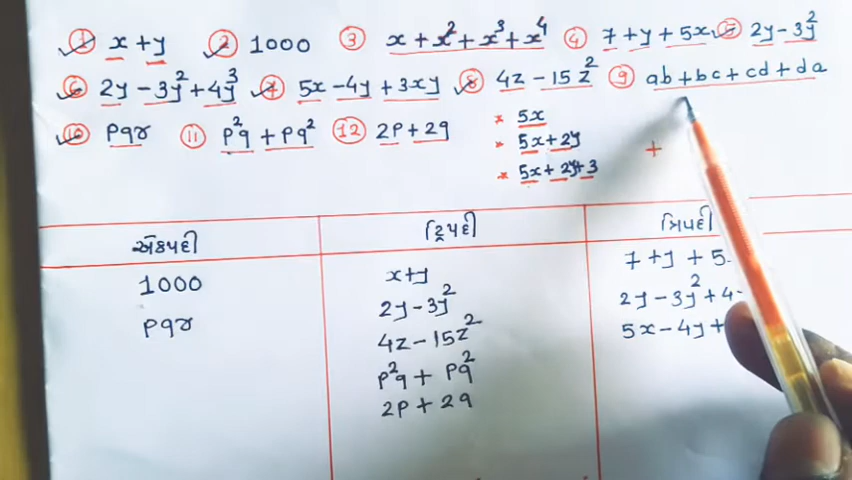 ① x + y ② 1000 ③ x + x² + x³ + x⁴ ④ 7 + y + 5x ⑤ 2y - 3y²
⑥ 2y - 3y² + 4y³ ⑦ 5x - 4y + 3xy ⑧ 4z - 15z² ⑨ ab + bc + cd + da
⑩ pqr ⑪ p²q + pq² ⑫ 2p + 2q
* 5x
* 5x + 2y
* 5x + 2y + 3
+
એકપદી દ્વિપદી ત્રિપદી
1000 x + y 7 + y + 5
pqr 2y - 3y² 2y - 3y² + 4
4z - 15z² 5x - 4y +
p²q + pq²
2p + 2q